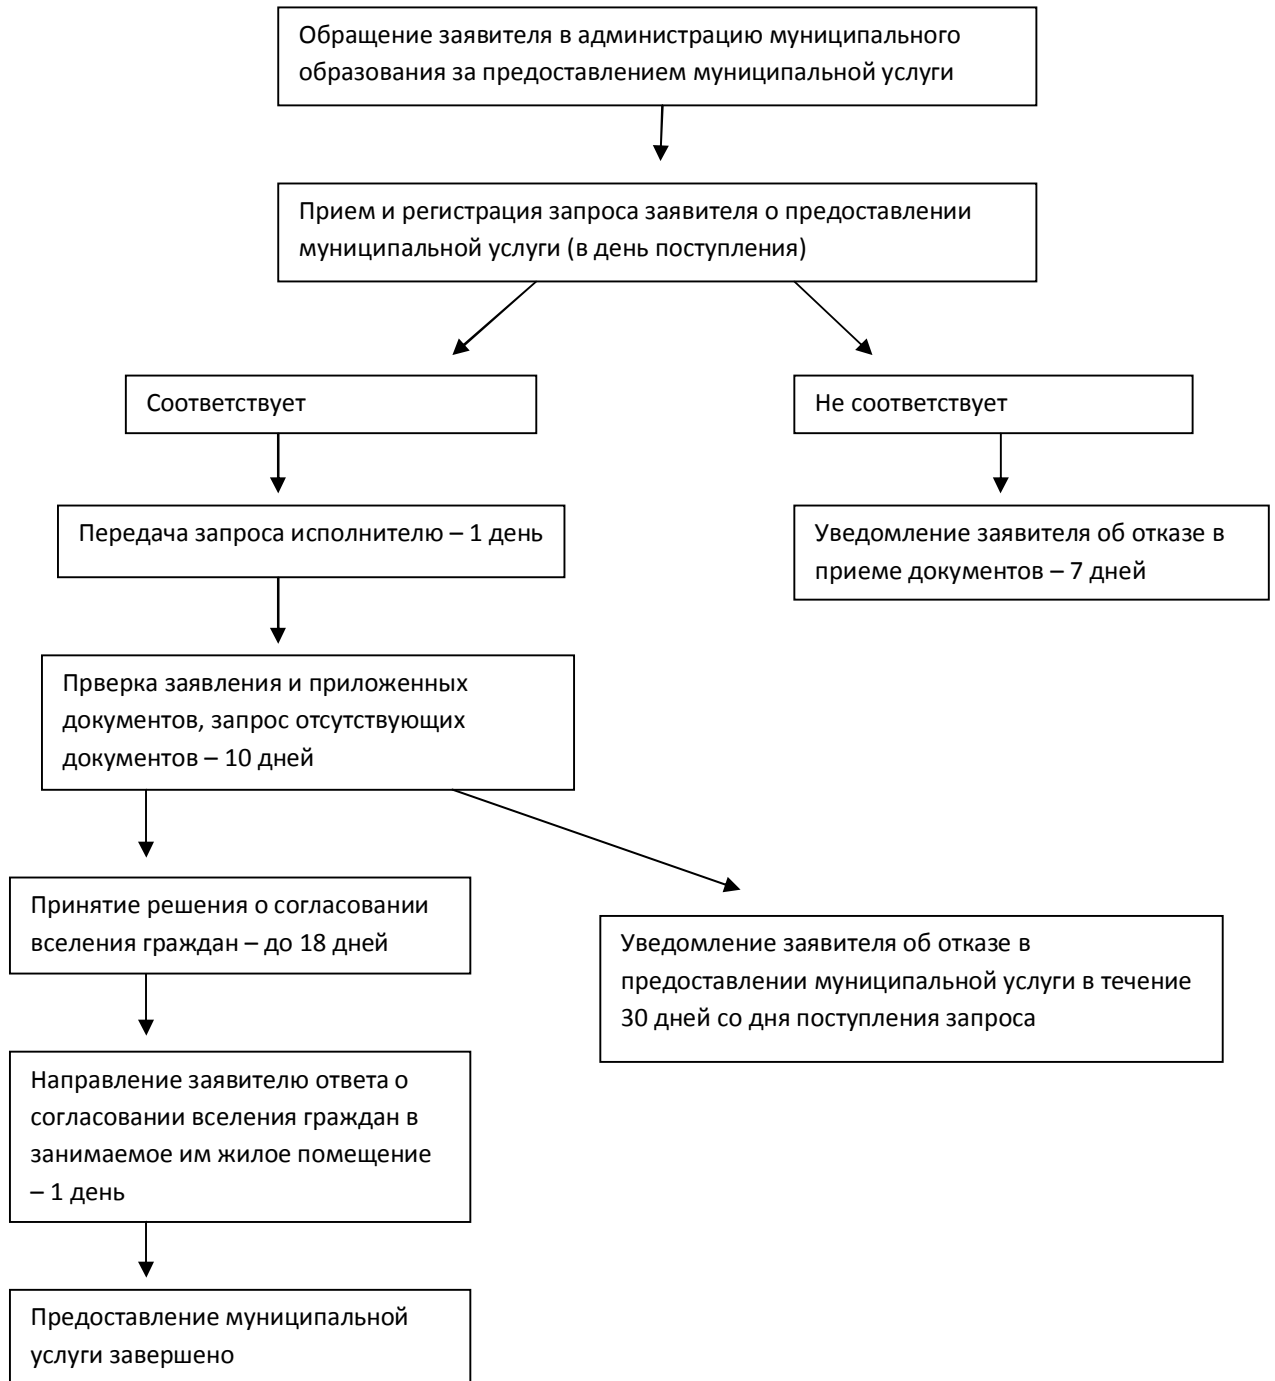 Обращение заявителя в администрацию муниципального
образования за предоставлением муниципальной услуги
Прием и регистрация запроса заявителя о предоставлении
муниципальной услуги (в день поступления)
Соответствует
Не соответствует
Передача запроса исполнителю – 1 день
Уведомление заявителя об отказе в
приеме документов – 7 дней
Прверка заявления и приложенных
документов, запрос отсутствующих
документов – 10 дней
Принятие решения о согласовании
вселения граждан – до 18 дней
Уведомление заявителя об отказе в
предоставлении муниципальной услуги в течение
30 дней со дня поступления запроса
Направление заявителю ответа о
согласовании вселения граждан в
занимаемое им жилое помещение
– 1 день
Предоставление муниципальной
услуги завершено